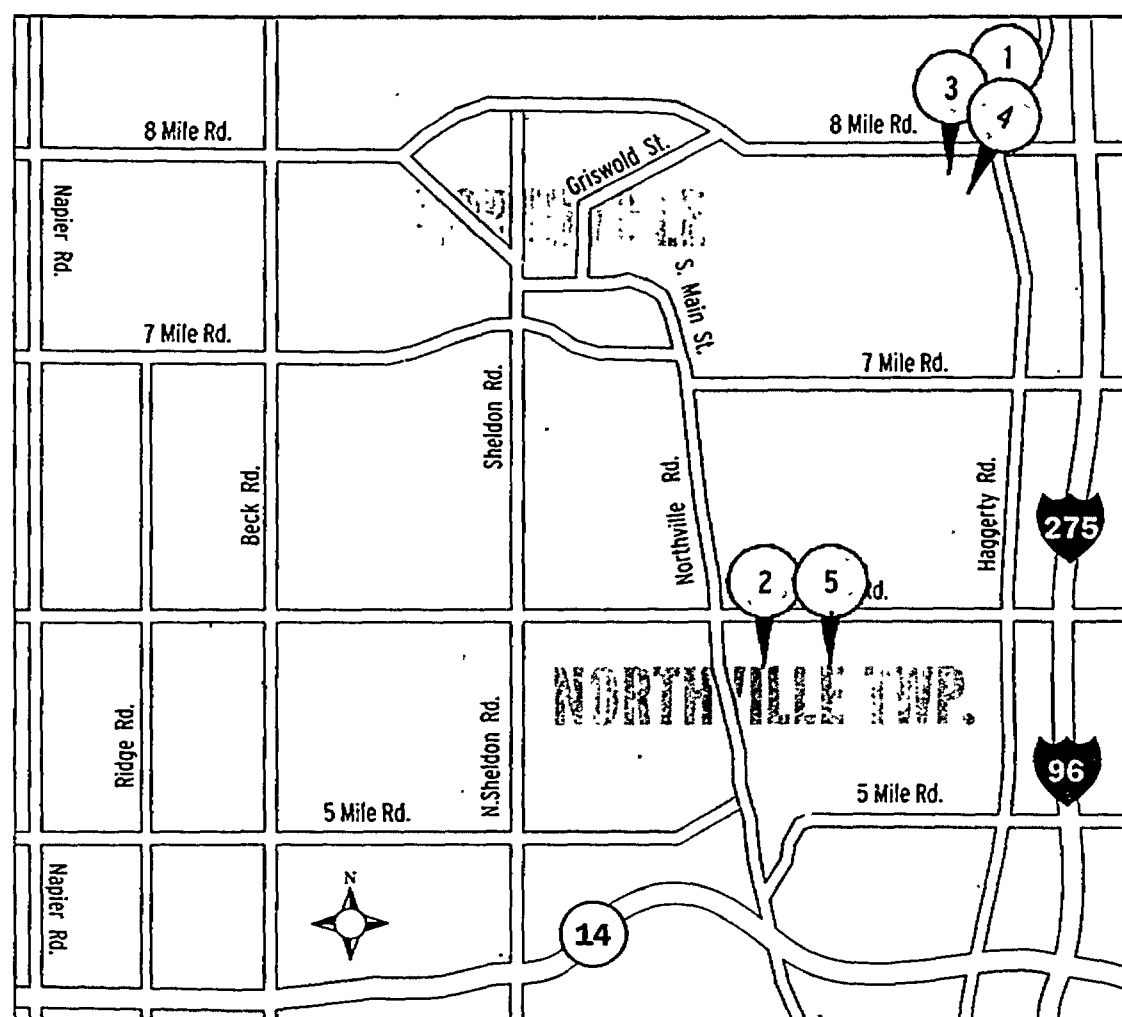 1
3
4
8 Mile Rd.
8 Mile Rd.
Griswold St.
Napier Rd.
S. Main St.
7 Mile Rd.
7 Mile Rd.
Sheldon Rd.
Beck Rd.
Northville Rd.
Haggerty Rd.
275
2
5
Rd.
NORTHVILLE TWP.
Ridge Rd.
N.Sheldon Rd.
96
5 Mile Rd.
5 Mile Rd.
Napier Rd.
N
14